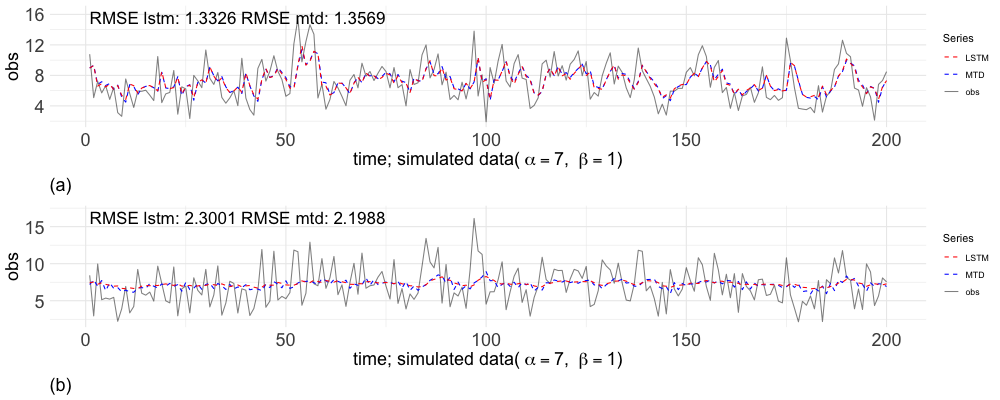 RMSE lstm: 1.3326 RMSE mtd: 1.3569
16
12
8
4
obs
0 50 100 150 200
time; simulated data( α = 7, β = 1)
Series
LSTM
MTD
obs
(a)
RMSE lstm: 2.3001 RMSE mtd: 2.1988
15
10
5
obs
0 50 100 150 200
time; simulated data( α = 7, β = 1)
Series
LSTM
MTD
obs
(b)